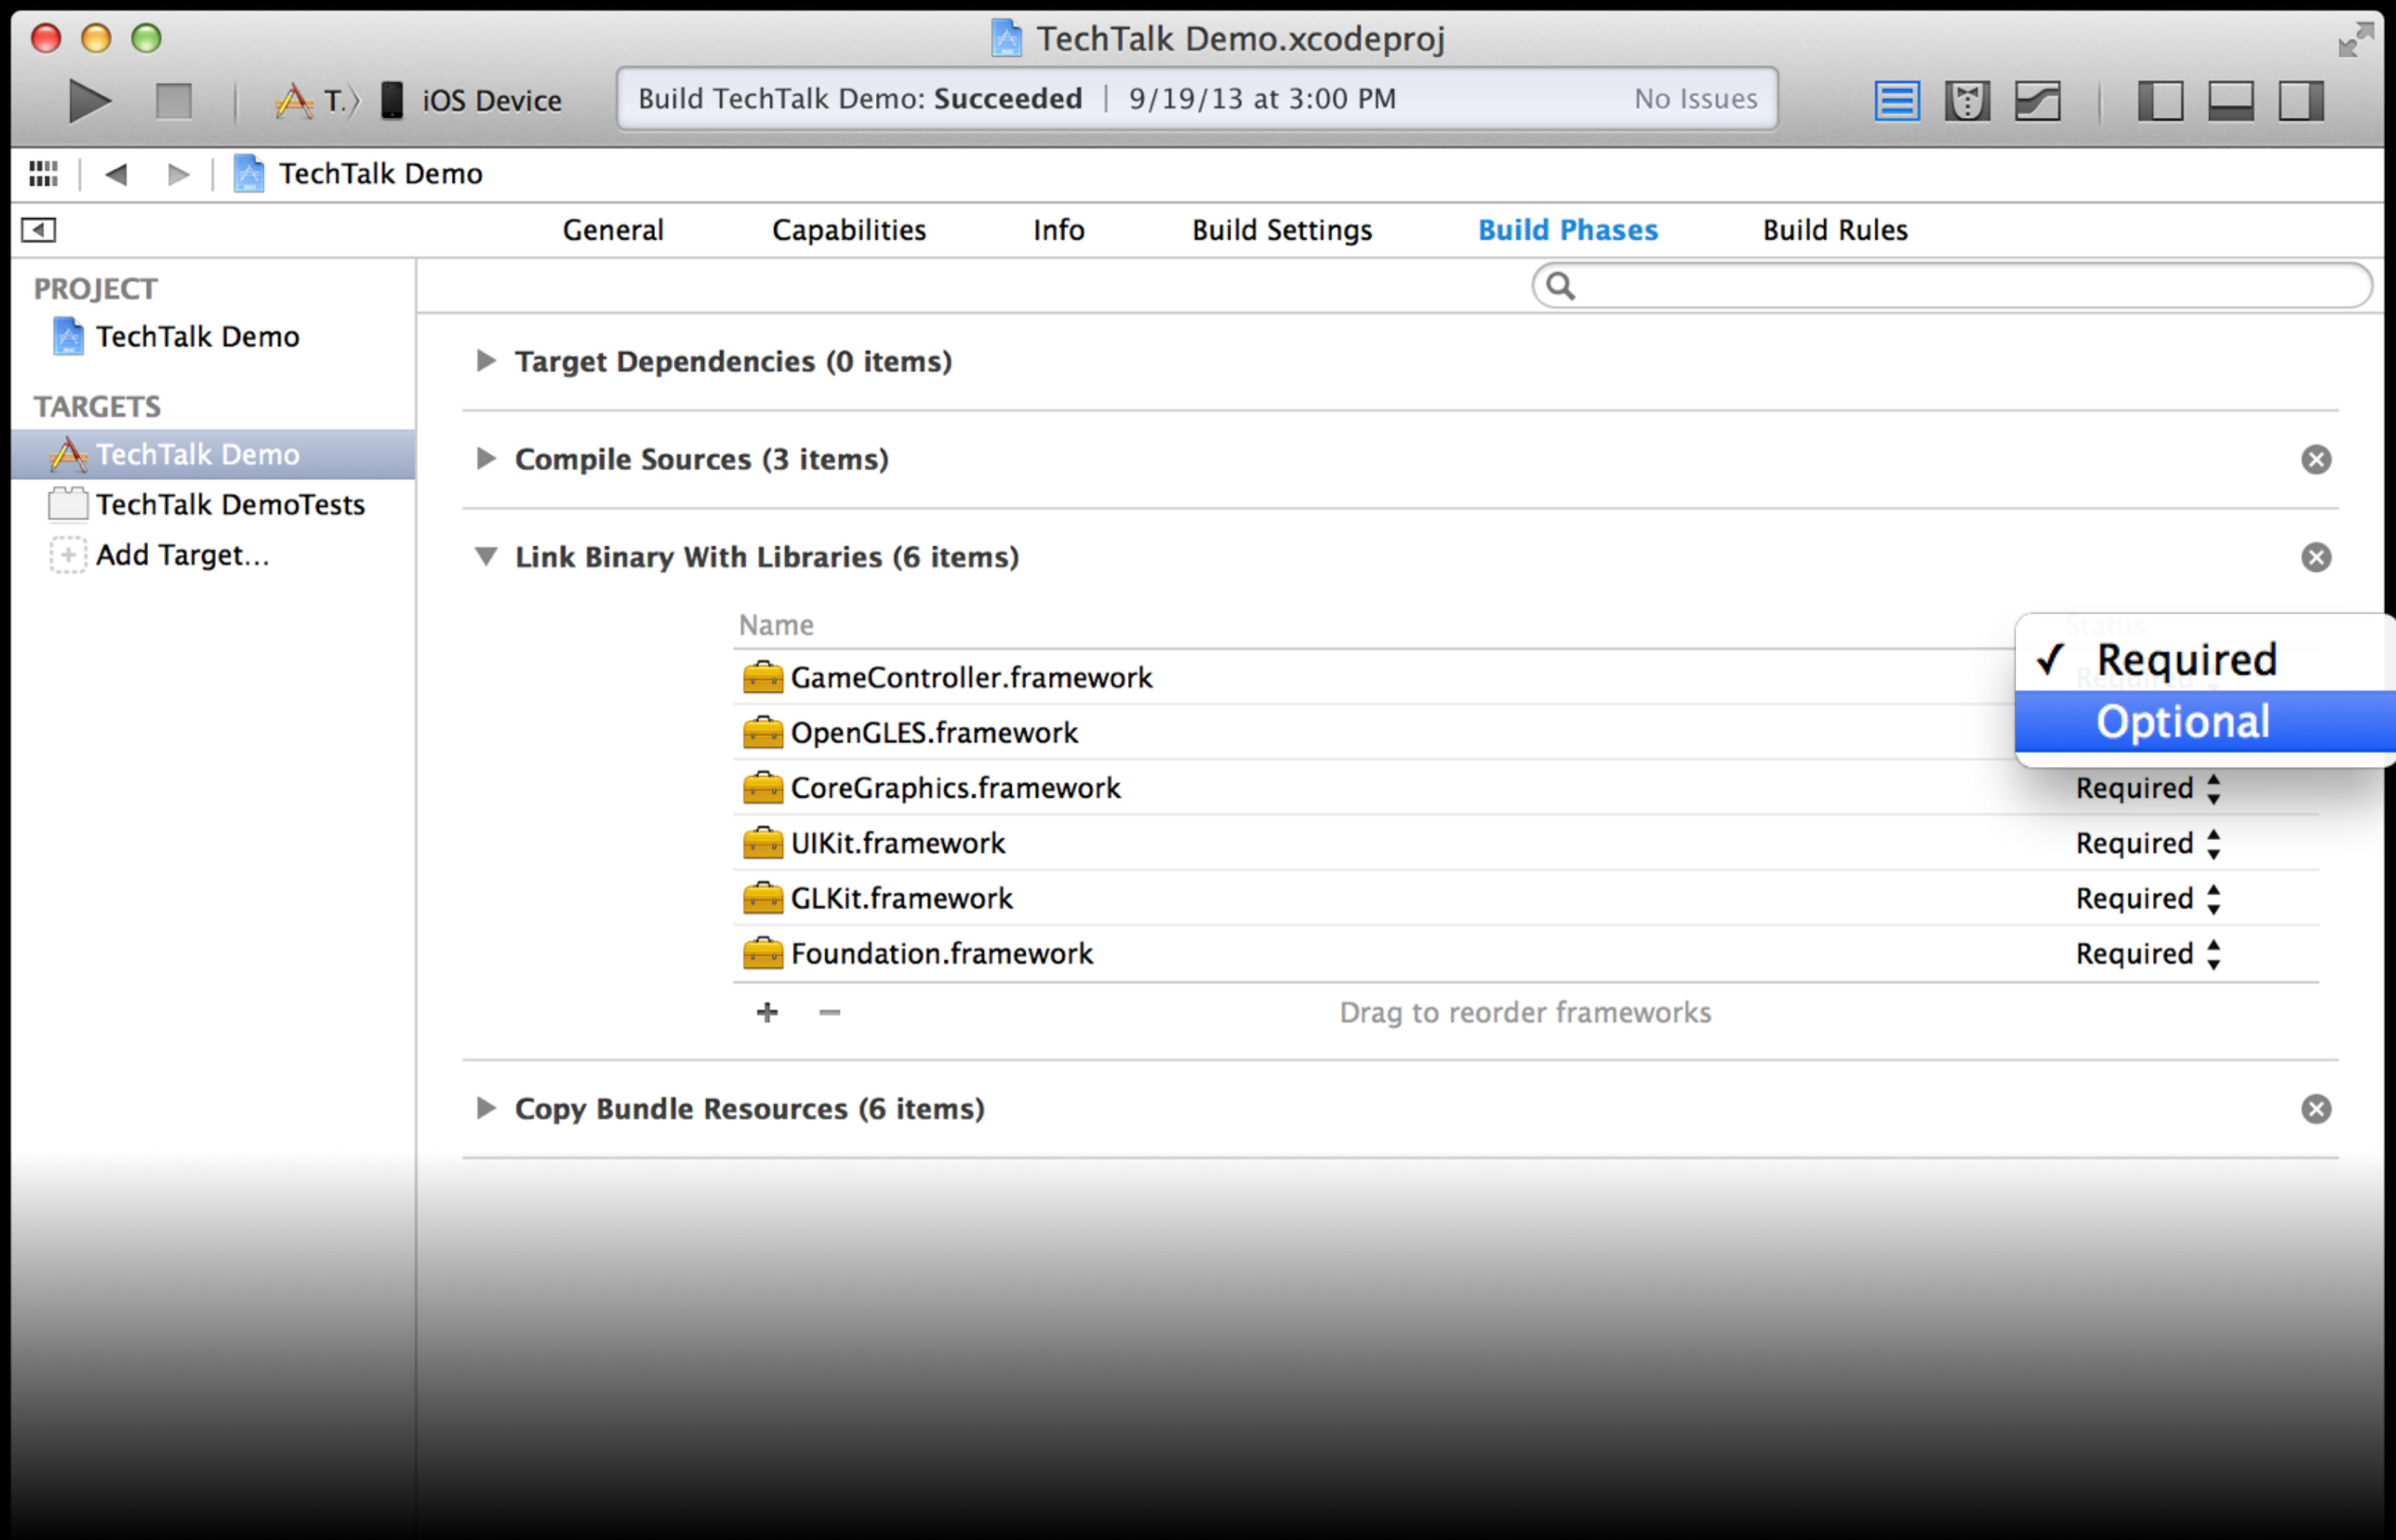 TechTalk Demo.xcodeproj
T. iOS Device
Build TechTalk Demo: Succeeded | 9/19/13 at 3:00 PM
No Issues
TechTalk Demo
General Capabilities Info Build Settings Build Phases Build Rules
PROJECT
TechTalk Demo
TARGETS
TechTalk Demo
TechTalk DemoTests
Add Target...
Target Dependencies (0 items)
Compile Sources (3 items)
Link Binary With Libraries (6 items)
Name Status
GameController.framework Required
OpenGLES.framework
Required
Optional
CoreGraphics.framework Required
UIKit.framework Required
GLKit.framework Required
Foundation.framework Required
+ −
Drag to reorder frameworks
Copy Bundle Resources (6 items)